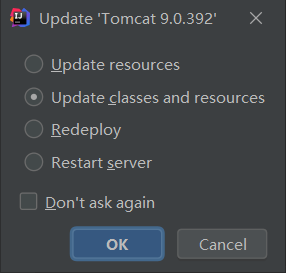 Update 'Tomcat 9.0.392'
Update resources
Update classes and resources
Redeploy
Restart server
Don't ask again
OK
Cancel